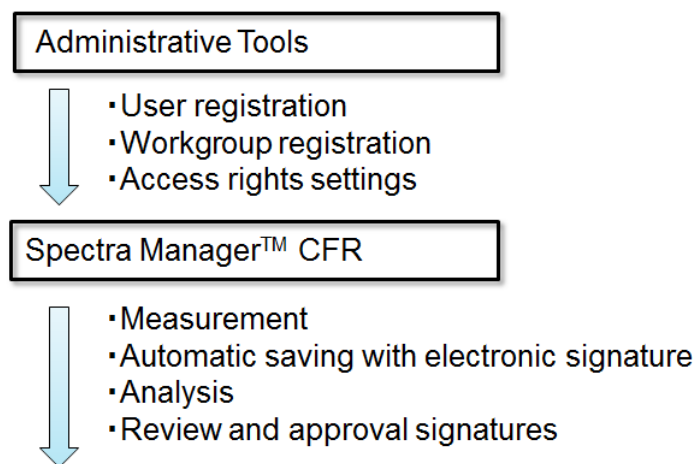 Administrative Tools
・User registration
・Workgroup registration
・Access rights settings
Spectra Manager™ CFR
・Measurement
・Automatic saving with electronic signature
・Analysis
・Review and approval signatures